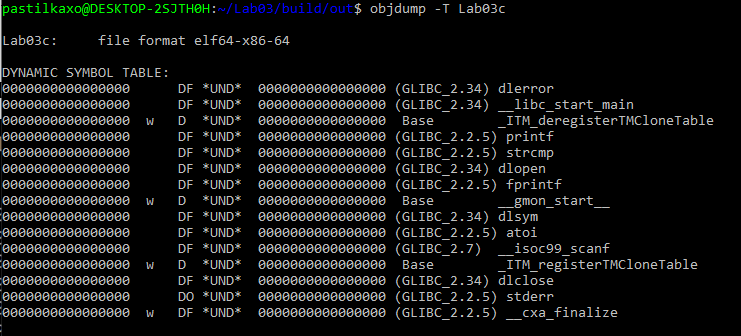 pastilkaxo@DESKTOP-2SJTH0H:~/Lab03/build/out$ objdump -T Lab03c
Lab03c:     file format elf64-x86-64
DYNAMIC SYMBOL TABLE:
0000000000000000      DF *UND*  0000000000000000 (GLIBC_2.34) dlerror
0000000000000000      DF *UND*  0000000000000000 (GLIBC_2.34) __libc_start_main
0000000000000000  w   D  *UND*  0000000000000000  Base        _ITM_deregisterTMCloneTable
0000000000000000      DF *UND*  0000000000000000 (GLIBC_2.2.5) printf
0000000000000000      DF *UND*  0000000000000000 (GLIBC_2.2.5) strcmp
0000000000000000      DF *UND*  0000000000000000 (GLIBC_2.34) dlopen
0000000000000000      DF *UND*  0000000000000000 (GLIBC_2.2.5) fprintf
0000000000000000  w   D  *UND*  0000000000000000  Base        __gmon_start__
0000000000000000      DF *UND*  0000000000000000 (GLIBC_2.34) dlsym
0000000000000000      DF *UND*  0000000000000000 (GLIBC_2.2.5) atoi
0000000000000000      DF *UND*  0000000000000000 (GLIBC_2.7)  __isoc99_scanf
0000000000000000  w   D  *UND*  0000000000000000  Base        _ITM_registerTMCloneTable
0000000000000000      DF *UND*  0000000000000000 (GLIBC_2.34) dlclose
0000000000000000      DO *UND*  0000000000000000 (GLIBC_2.2.5) stderr
0000000000000000  w   DF *UND*  0000000000000000 (GLIBC_2.2.5) __cxa_finalize